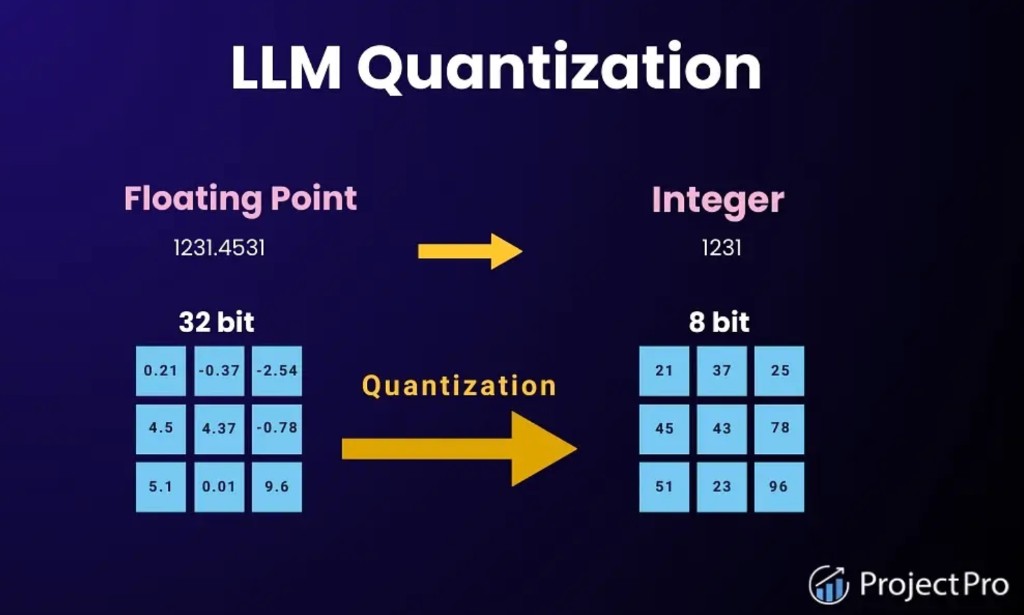 LLM Quantization
Floating Point
Integer
1231.4531
1231
32 bit
8 bit
0.21 -0.37 -2.54
21 37 25
Quantization
4.5 4.37 -0.78
45 43 78
5.1 0.01 9.6
51 23 96
ProjectPro